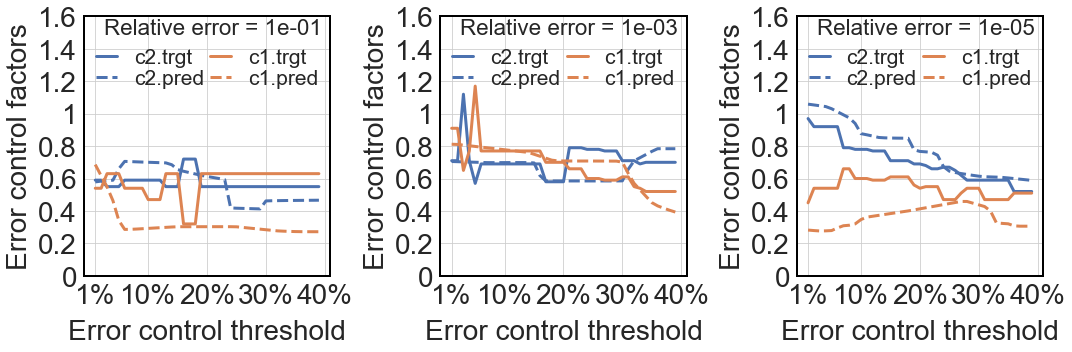 Error control factors
1.6
1.4
1.2
1
0.8
0.6
0.4
0.2
0
Relative error = 1e-01
c2.trgt c1.trgt
c2.pred c1.pred
1% 10% 20% 30% 40%
Error control threshold
Error control factors
1.6
1.4
1.2
1
0.8
0.6
0.4
0.2
0
Relative error = 1e-03
c2.trgt c1.trgt
c2.pred c1.pred
1% 10% 20% 30% 40%
Error control threshold
Error control factors
1.6
1.4
1.2
1
0.8
0.6
0.4
0.2
0
Relative error = 1e-05
c2.trgt c1.trgt
c2.pred c1.pred
1% 10% 20% 30% 40%
Error control threshold